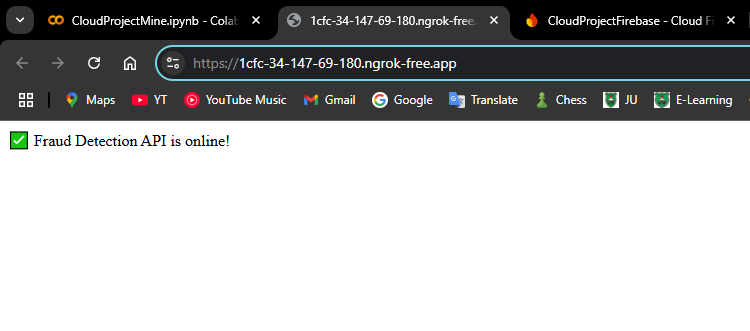 CloudProjectMine.ipynb - Colab
1cfc-34-147-69-180.ngrok-free.
CloudProjectFirebase - Cloud Fi
https://1cfc-34-147-69-180.ngrok-free.app
Maps YT YouTube Music Gmail Google Translate Chess JU E-Learning
✅ Fraud Detection API is online!